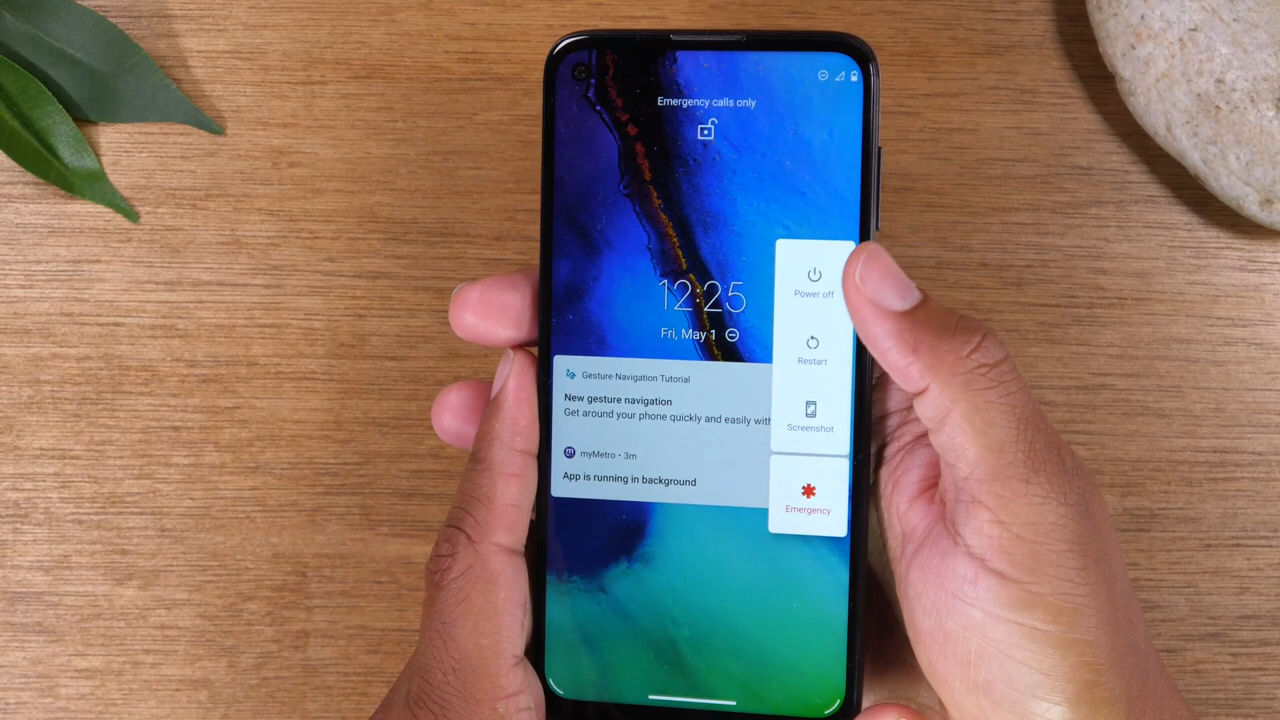 Emergency calls only
12:25
Fri, May 1
Gesture Navigation Tutorial
New gesture navigation
Get around your phone quickly and easily with
myMetro • 3m
App is running in background
Power off
Restart
Screenshot
Emergency